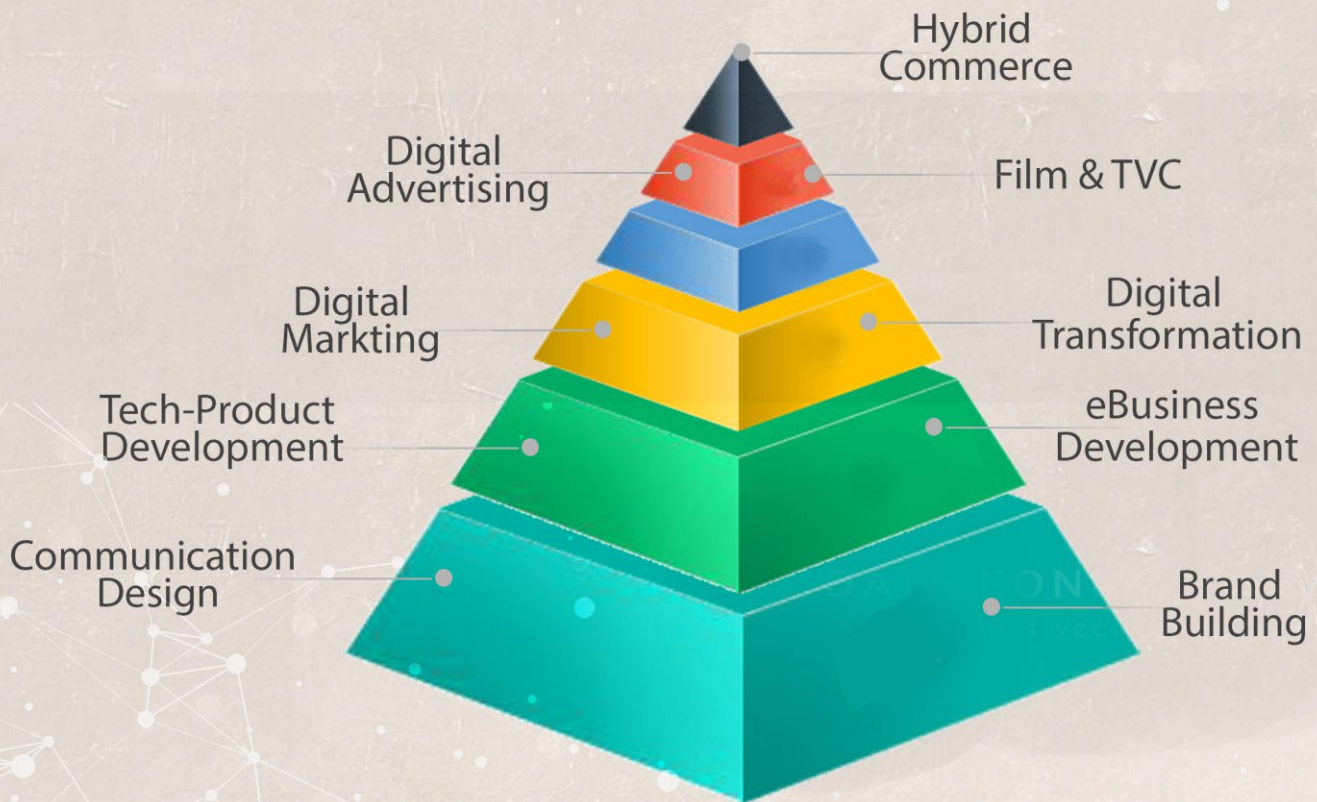 Hybrid
Commerce
Digital
Advertising
Film & TVC
Digital
Markting
Digital
Transformation
Tech-Product
Development
eBusiness
Development
Communication
Design
Brand
Building